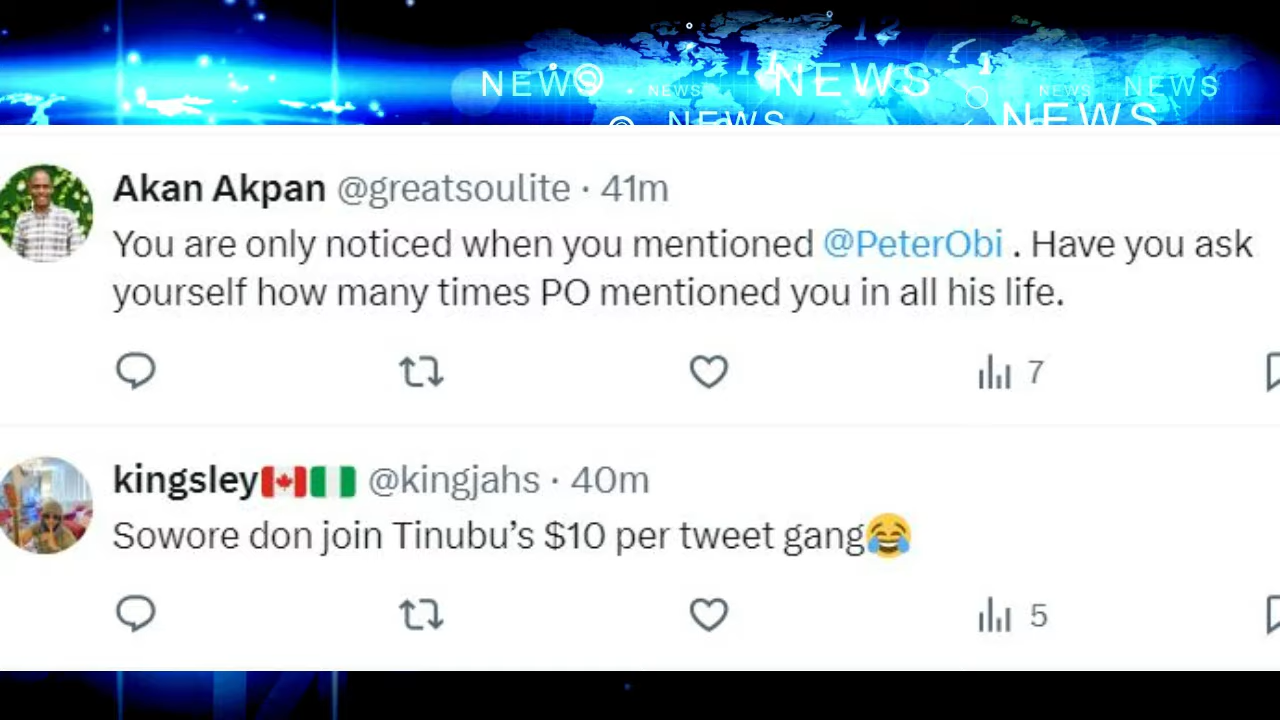 NEWS NEWS NEWS NEWS NEWS
NEWS NEWS
Akan Akpan @greatsoulite · 41m
You are only noticed when you mentioned @PeterObi . Have you ask
yourself how many times PO mentioned you in all his life.
7
kingsley🇨🇦🇳🇬 @kingjahs · 40m
Sowore don join Tinubu’s $10 per tweet gang😂
5